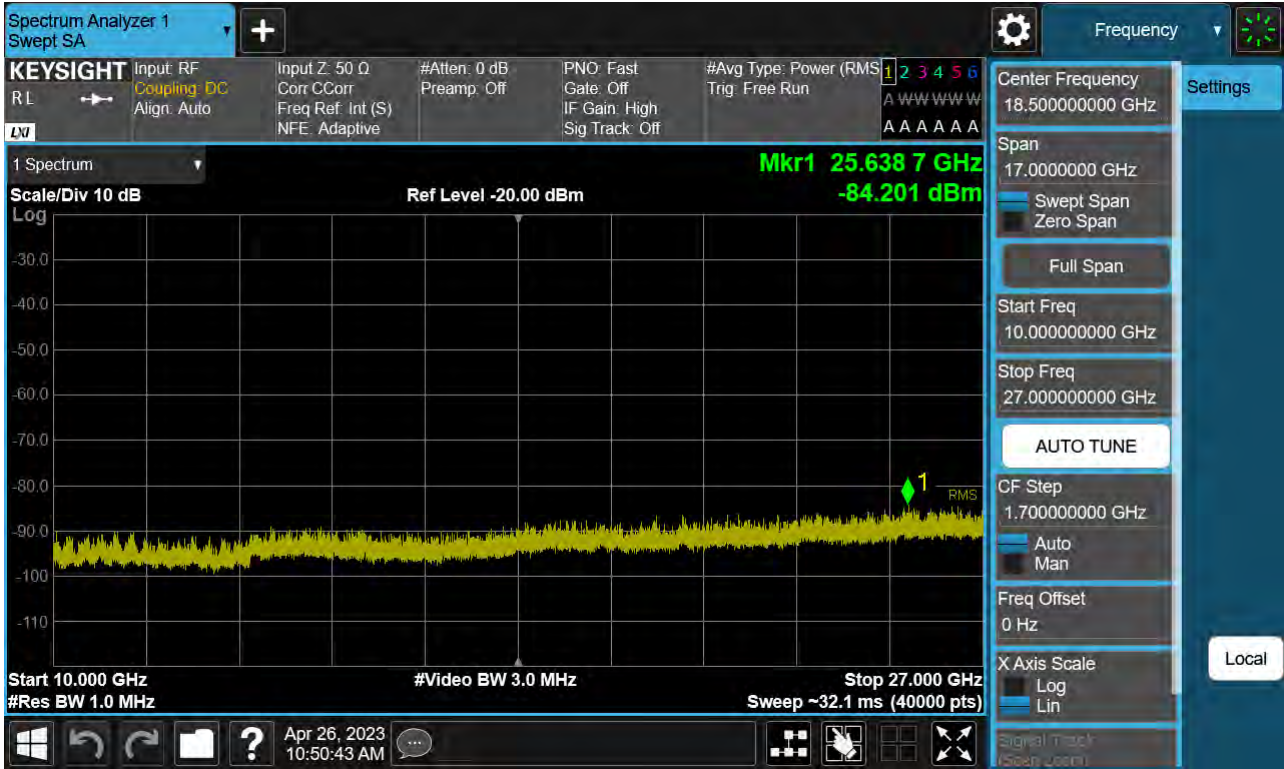 Spectrum Analyzer 1
Swept SA
+
Frequency
KEYSIGHT
R L
LXI
Input: RF
Coupling: DC
Align: Auto
Input Z: 50 Ω
Corr CCorr
Freq Ref: Int (S)
NFE: Adaptive
#Atten: 0 dB
Preamp: Off
PNO: Fast
Gate: Off
IF Gain: High
Sig Track: Off
#Avg Type: Power (RMS
Trig: Free Run
1 2 3 4 5 6
A W W W W W
A A A A A A
1 Spectrum
Scale/Div 10 dB
Log
Ref Level -20.00 dBm
Mkr1 25.638 7 GHz
-84.201 dBm
-30.0
-40.0
-50.0
-60.0
-70.0
-80.0
-90.0
-100
-110
1
RMS
Start 10.000 GHz
#Res BW 1.0 MHz
#Video BW 3.0 MHz
Stop 27.000 GHz
Sweep ~32.1 ms (40000 pts)
Center Frequency
18.500000000 GHz
Span
17.0000000 GHz
Swept Span
Zero Span
Full Span
Start Freq
10.000000000 GHz
Stop Freq
27.000000000 GHz
AUTO TUNE
CF Step
1.700000000 GHz
Auto
Man
Freq Offset
0 Hz
X Axis Scale
Log
Lin
Signal Track
(Span Zoom)
Settings
Local
?
Apr 26, 2023
10:50:43 AM